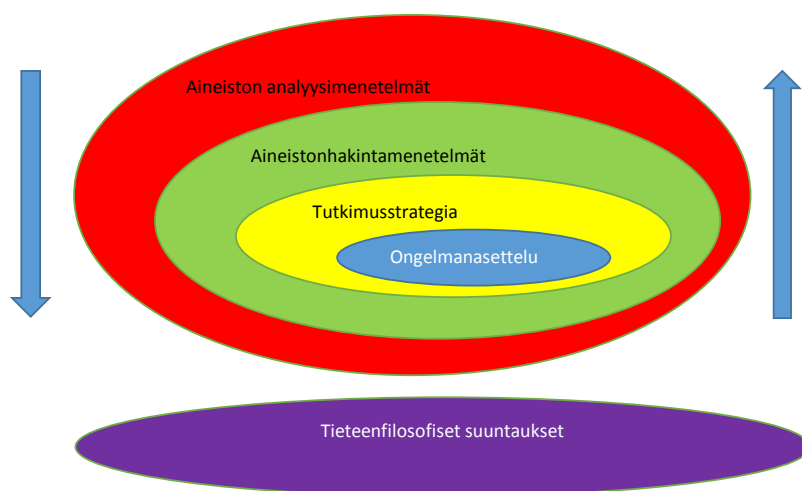 Aineiston analyysimenetelmät
Aineistonhakintamenetelmät
Tutkimusstrategia
Ongelmanasettelu
Tieteenfilosofiset suuntaukset